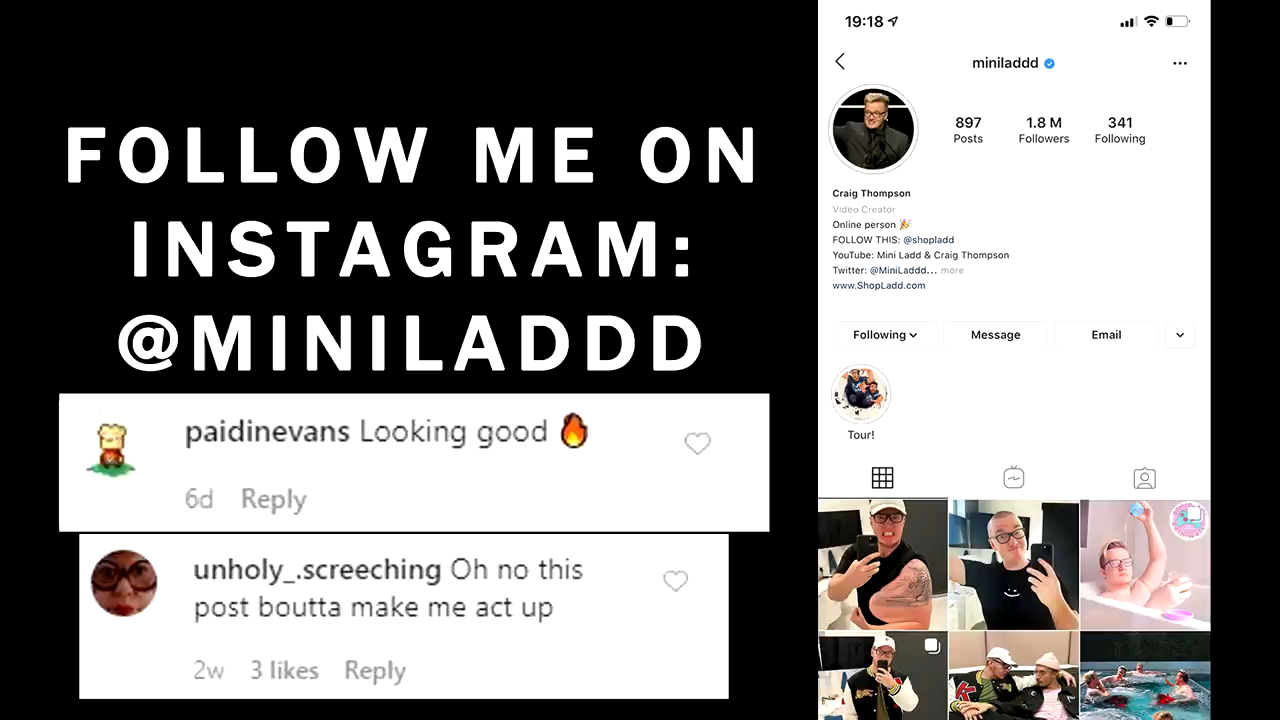 FOLLOW ME ON
INSTAGRAM:
@MINILADDD
paidinevans Looking good 🔥
6d Reply
unholy_.screeching Oh no this
post boutta make me act up
2w 3 likes Reply
19:18
miniladdd
897 1.8 M 341
Posts Followers Following
Craig Thompson
Video Creator
Online person 🎉
FOLLOW THIS: @shopladd
YouTube: Mini Ladd & Craig Thompson
Twitter: @MiniLaddd... more
www.ShopLadd.com
Following Message Email
Tour!